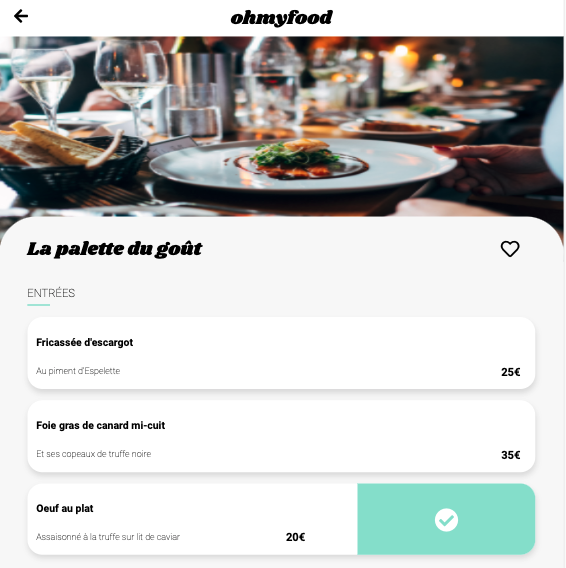 ohmyfood
La palette du goût
ENTRÉES
Fricassée d'escargot
Au piment d'Espelette
25€
Foie gras de canard mi-cuit
Et ses copeaux de truffe noire
35€
Oeuf au plat
Assaisonné à la truffe sur lit de caviar
20€